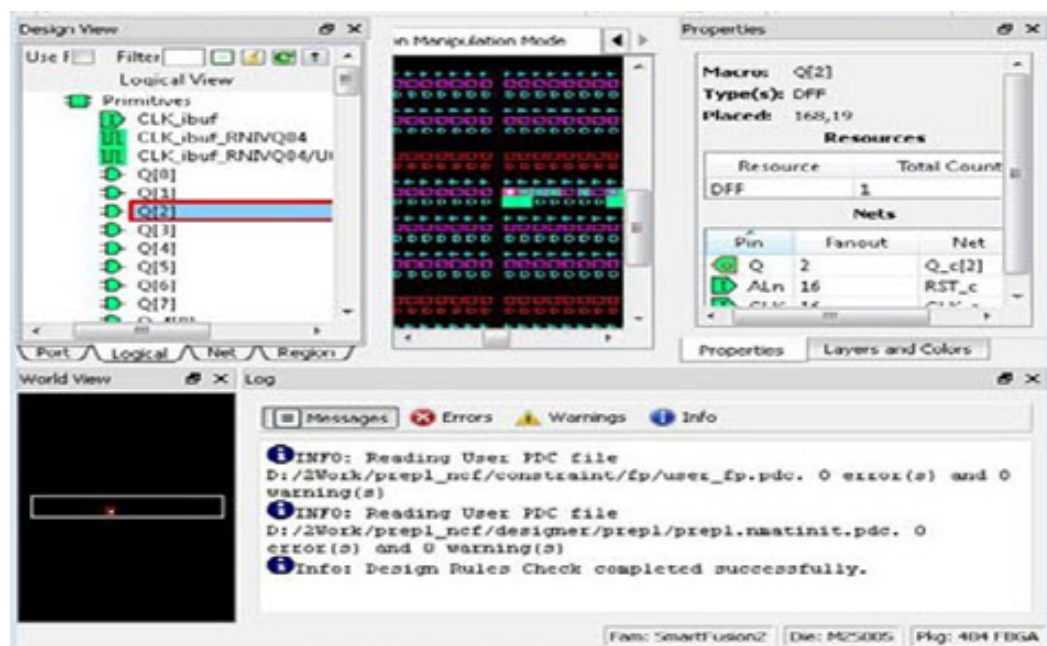 Design View
Use F Filter
Logical View
Primitives
CLK_ibuf
CLK_ibuf_RNIVQ04
CLK_ibuf_RNIVQ04/U0
Q[0]
Q[1]
Q[2]
Q[3]
Q[4]
Q[5]
Q[6]
Q[7]
Port Logical Net Region
on Manipulation Mode
Properties
Macro: Q[2]
Type(s): DFF
Placed: 168,19
Resources
Resource Total Count
DFF 1
Nets
Pin Fanout Net
Q 2 Q_c[2]
ALn 16 RST_c
CLK 16
Properties Layers and Colors
World View
Log
Messages Errors Warnings Info
INFO: Reading User PDC file
D:/2Work/prep1_ncf/constraint/fp/user_fp.pdc. 0 error(s) and 0
warning(s)
INFO: Reading User PDC file
D:/2Work/prep1_ncf/designer/prep1/prep1.nmatinit.pdc. 0
error(s) and 0 warning(s)
Info: Design Rules Check completed successfully.
Fam: SmartFusion2 Die: M2S005 Pkg: 484 FBGA